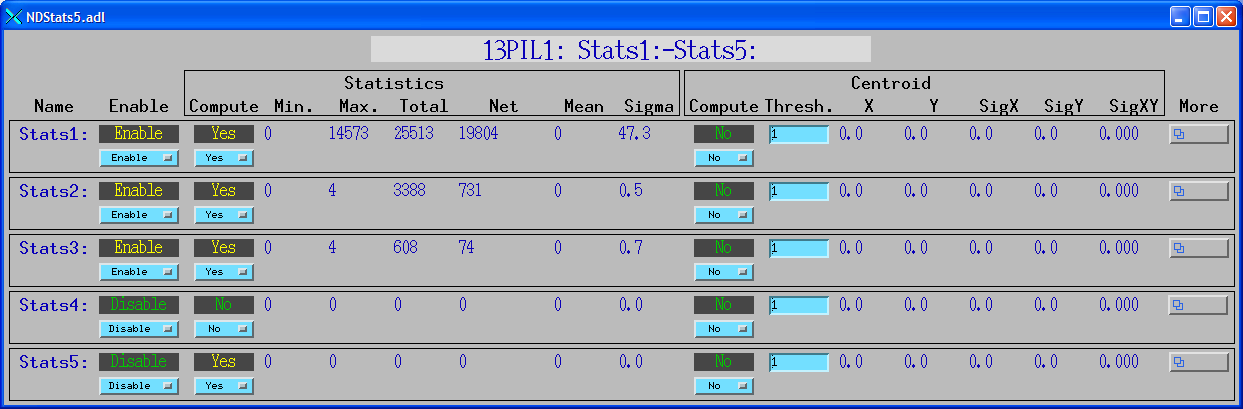 NDStats5.adl
13PIL1: Stats1:-Stats5:
Statistics Centroid
Name Enable Compute Min. Max. Total Net Mean Sigma Compute Thresh. X Y SigX SigY SigXY More
Stats1: Enable Yes 0 14573 25513 19804 0 47.3 No 1 0.0 0.0 0.0 0.0 0.000
Enable Yes No
Stats2: Enable Yes 0 4 3388 731 0 0.5 No 1 0.0 0.0 0.0 0.0 0.000
Enable Yes No
Stats3: Enable Yes 0 4 608 74 0 0.7 No 1 0.0 0.0 0.0 0.0 0.000
Enable Yes No
Stats4: Disable No 0 0 0 0 0 0.0 No 1 0.0 0.0 0.0 0.0 0.000
Disable No No
Stats5: Disable Yes 0 0 0 0 0 0.0 No 1 0.0 0.0 0.0 0.0 0.000
Disable Yes No